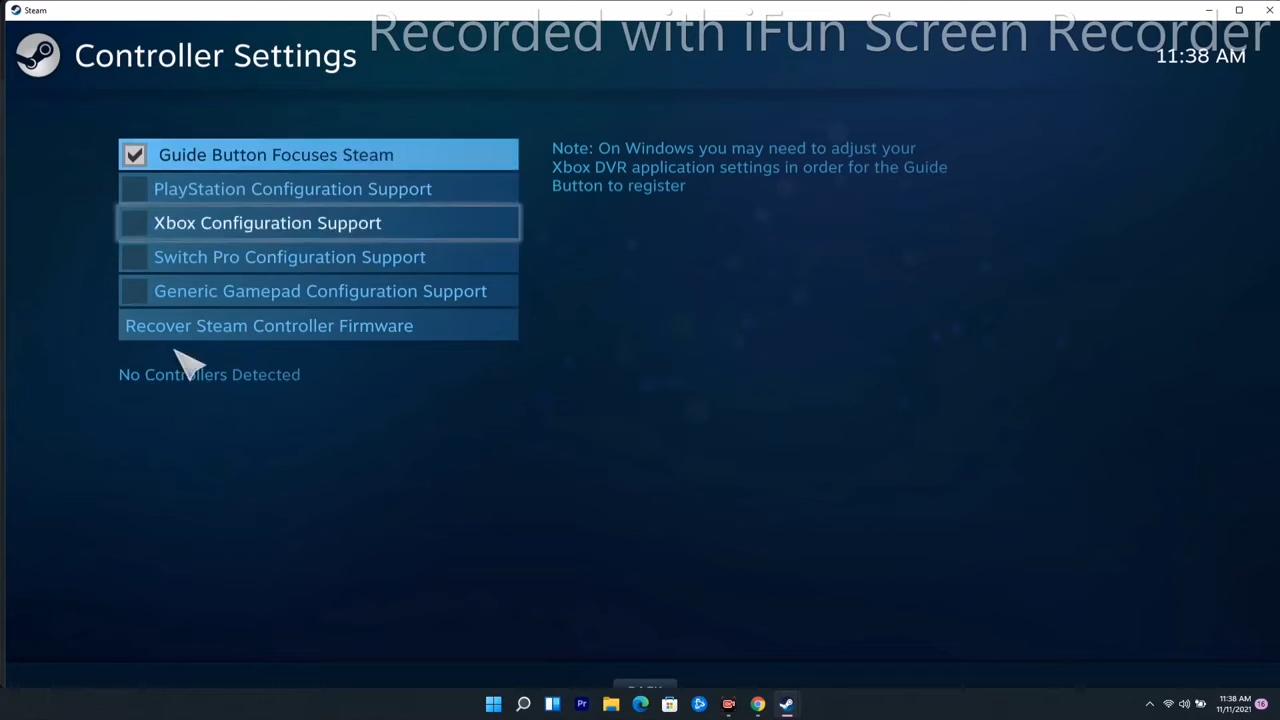 Steam
Recorded with iFun Screen Recorder
Controller Settings
11:38 AM
Guide Button Focuses Steam
PlayStation Configuration Support
Xbox Configuration Support
Switch Pro Configuration Support
Generic Gamepad Configuration Support
Recover Steam Controller Firmware
No Controllers Detected
Note: On Windows you may need to adjust your
Xbox DVR application settings in order for the Guide
Button to register
Pr
11:38 AM
11/11/2021
16